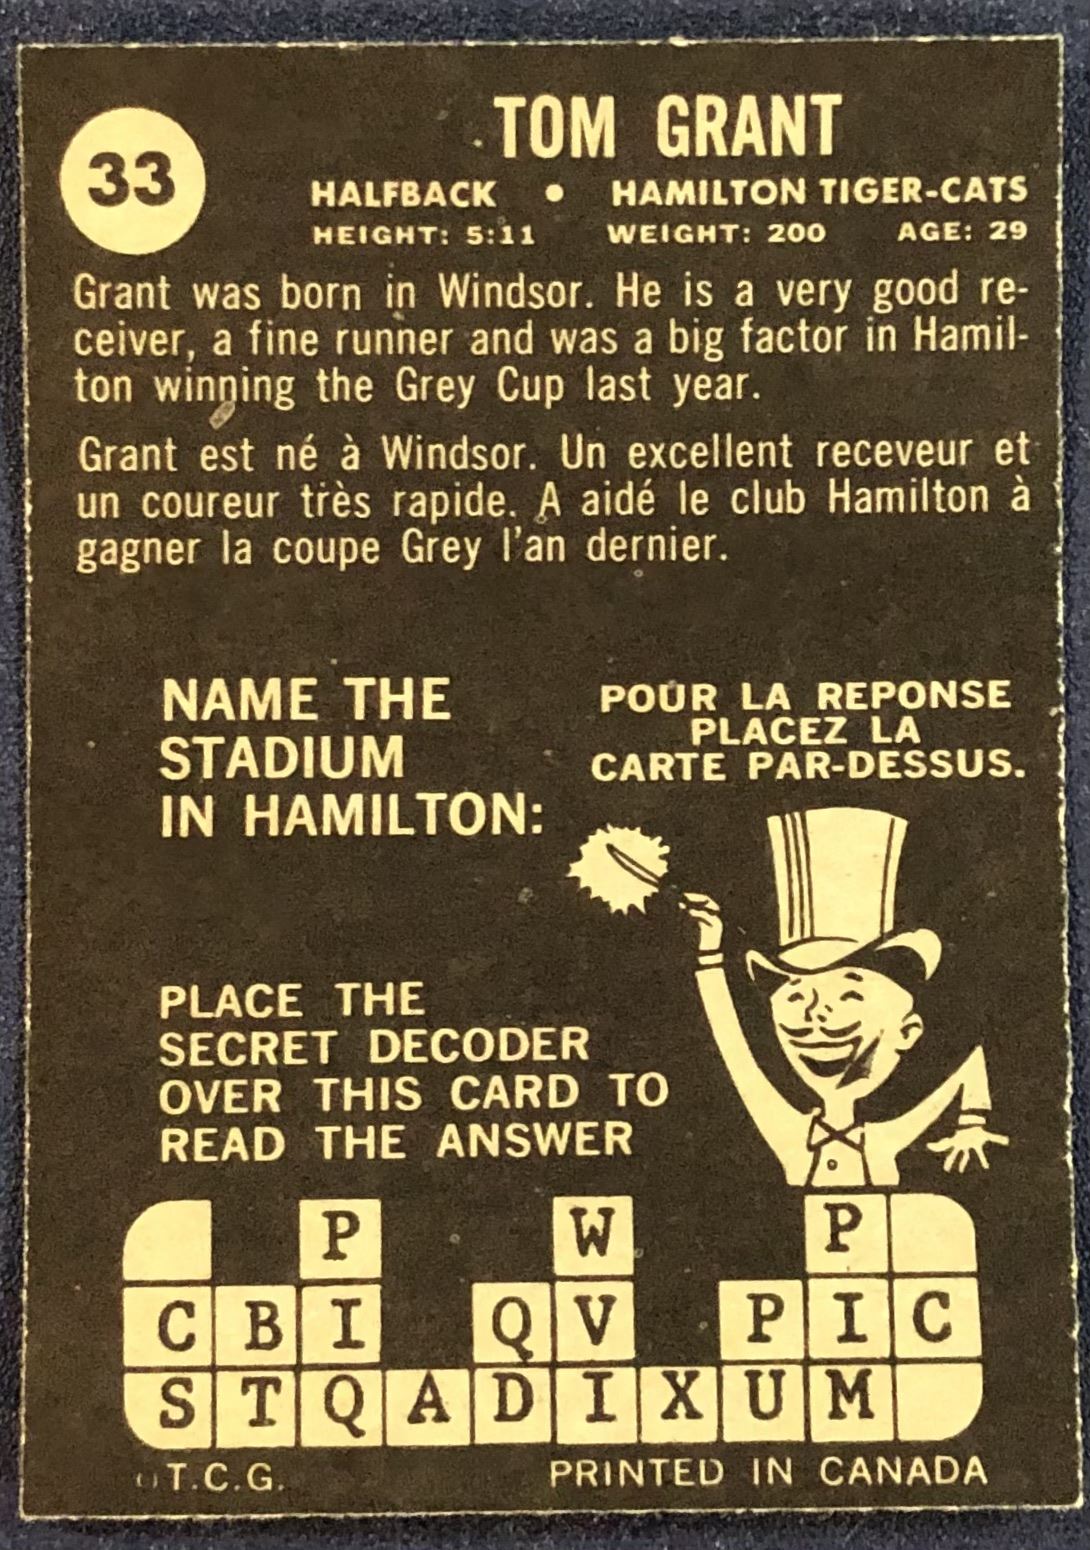 33
TOM GRANT
HALFBACK • HAMILTON TIGER-CATS
HEIGHT: 5:11 WEIGHT: 200 AGE: 29
Grant was born in Windsor. He is a very good re-
ceiver, a fine runner and was a big factor in Hamil-
ton winning the Grey Cup last year.
Grant est né à Windsor. Un excellent receveur et
un coureur très rapide. A aidé le club Hamilton à
gagner la coupe Grey l'an dernier.
NAME THE
STADIUM
IN HAMILTON:
POUR LA REPONSE
PLACEZ LA
CARTE PAR-DESSUS.
PLACE THE
SECRET DECODER
OVER THIS CARD TO
READ THE ANSWER
P W P
C B I Q V P I C
S T Q A D I X U M
T.C.G. PRINTED IN CANADA